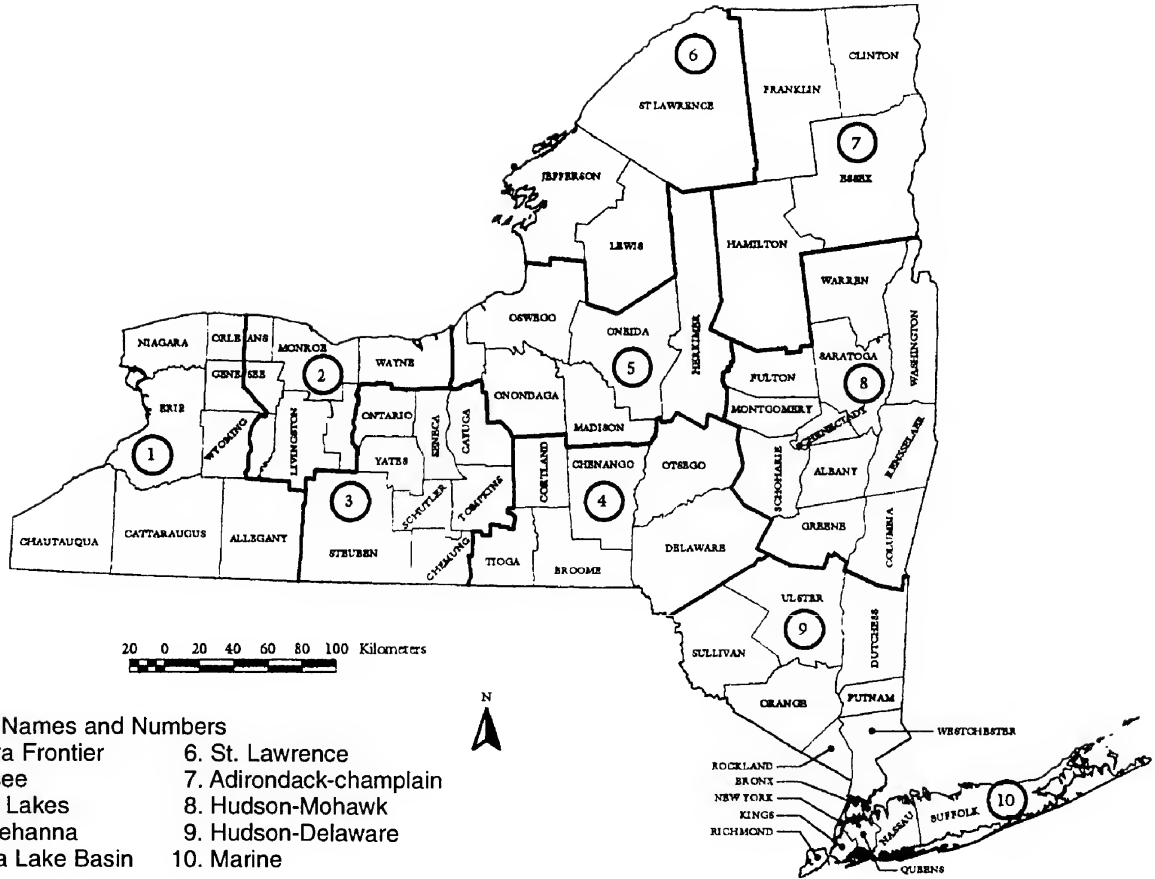 6
CLINTON
FRANKLIN
ST LAWRENCE
7
ESSEX
JEFFERSON
LEWIS
HAMILTON
WARREN
OSWEGO
ONEIDA
HERKIMER
WASHINGTON
NIAGARA
ORLEANS
MONROE
WAYNE
SARATOGA
2
5
8
GENESEE
FULTON
ERIE
ONTARIO
SENECA
CAYUGA
ONONDAGA
MONTGOMERY
MADISON
SCHENECTADY
1
WYOMING
LIVINGSTON
YATES
CORTLAND
CHENANGO
OTSEGO
SCHOHARIE
ALBANY
RENSSELAER
3
SCHUYLER
TOMPKINS
4
GREENE
COLUMBIA
CHAUTAUQUA
CATTARAUGUS
ALLEGANY
STEUBEN
CHEMUNG
TIOGA
BROOME
DELAWARE
ULSTER
9
DUTCHESS
20 0 20 40 60 80 100 Kilometers
SULLIVAN
ORANGE
PUTNAM
N
WESTCHESTER
ROCKLAND
BRONX
NEW YORK
KINGS
RICHMOND
NASSAU
SUFFOLK
10
QUEENS
Names and Numbers
a Frontier 6. St. Lawrence
see 7. Adirondack-champlain
Lakes 8. Hudson-Mohawk
ehanna 9. Hudson-Delaware
a Lake Basin 10. Marine